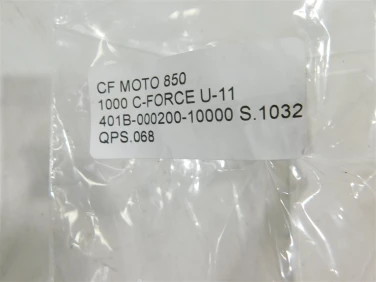 CF MOTO 850
1000 C-FORCE U-11
401B-000200-10000 S.1032
QPS.068